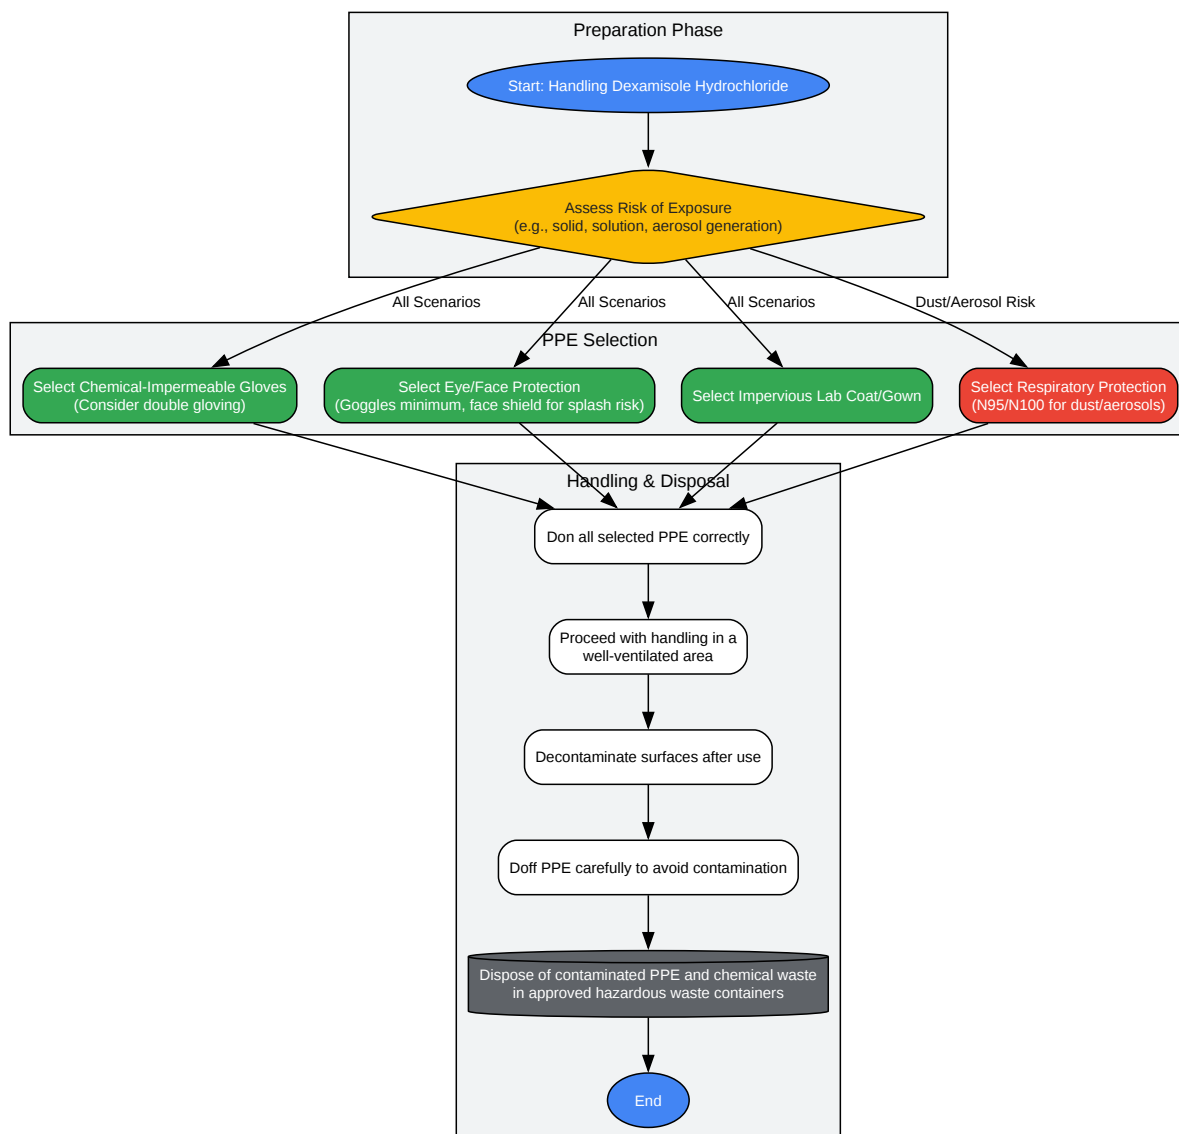 Preparation Phase
Start: Handling Dexamisole Hydrochloride
Assess Risk of Exposure
(e.g., solid, solution, aerosol generation)
All Scenarios
All Scenarios
All Scenarios
Dust/Aerosol Risk
PPE Selection
Select Chemical-Impermeable Gloves
(Consider double gloving)
Select Eye/Face Protection
(Goggles minimum, face shield for splash risk)
Select Impervious Lab Coat/Gown
Select Respiratory Protection
(N95/N100 for dust/aerosols)
Handling & Disposal
Don all selected PPE correctly
Proceed with handling in a
well-ventilated area
Decontaminate surfaces after use
Doff PPE carefully to avoid contamination
Dispose of contaminated PPE and chemical waste
in approved hazardous waste containers
End